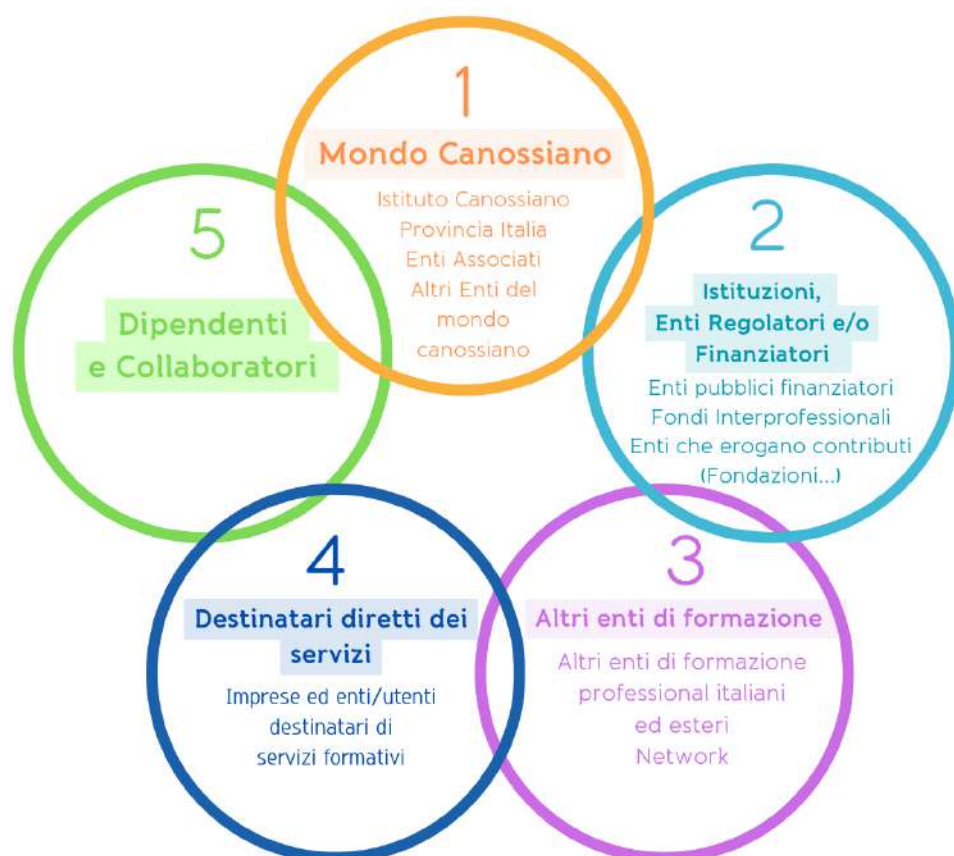 1
Mondo Canossiano
Istituto Canossiano
Provincia Italia
Enti Associati
Altri Enti del
mondo
canossiano
2
Istituzioni,
Enti Regolatori e/o
Finanziatori
Enti pubblici finanziatori
Fondi Interprofessionali
Enti che erogano contributi
(Fondazioni...)
3
Altri enti di formazione
Altri enti di formazione
professional italiani
ed esteri
Network
4
Destinatari diretti dei
servizi
Imprese ed enti/utenti
destinatari di
servizi formativi
5
Dipendenti
e Collaboratori